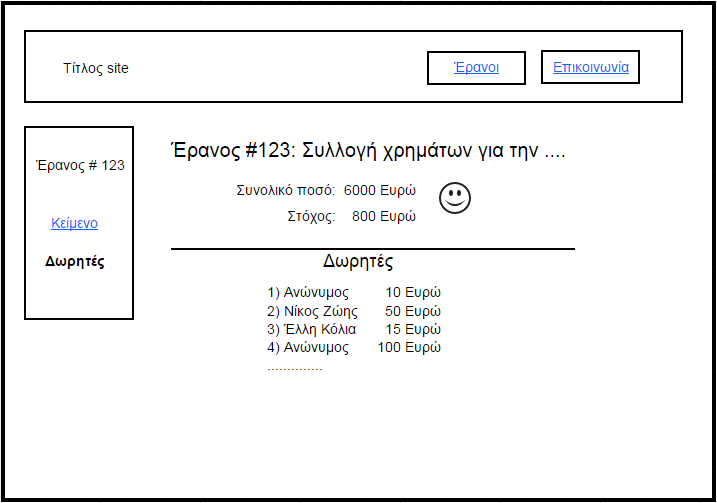 Τίτλος site
Έρανοι
Επικοινωνία
Έρανος # 123
Κείμενο
Δωρητές
Έρανος #123: Συλλογή χρημάτων για την ....
Συνολικό ποσό: 6000 Ευρώ
Στόχος: 800 Ευρώ
Δωρητές
1) Ανώνυμος 10 Ευρώ
2) Νίκος Ζώης 50 Ευρώ
3) Έλλη Κόλια 15 Ευρώ
4) Ανώνυμος 100 Ευρώ
..............